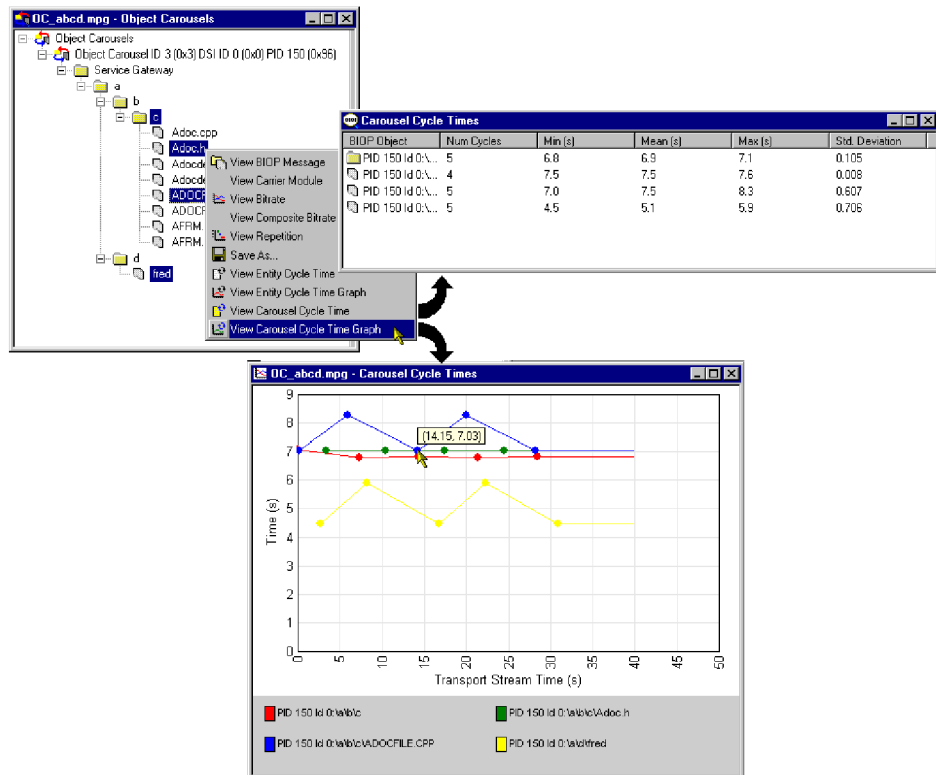 OC_abcd.mpg - Object Carousels
Object Carousels
Object Carousel ID 3 (0x3) DSI ID 0 (0x0) PID 150 (0x96)
Service Gateway
a
b
c
Adoc.cpp
Adoc.h
Adocde
Adocde
ADOCF
ADOCF
AFRM.
AFRM.
d
fred
View BIOP Message
View Carrier Module
View Bitrate
View Composite Bitrate
View Repetition
Save As...
View Entity Cycle Time
View Entity Cycle Time Graph
View Carousel Cycle Time
View Carousel Cycle Time Graph
Carousel Cycle Times
BIOP Object Num Cycles Min (s) Mean (s) Max (s) Std. Deviation
PID 150 Id 0:\... 5 6.8 6.9 7.1 0.105
PID 150 Id 0:\... 4 7.5 7.5 7.6 0.008
PID 150 Id 0:\... 5 7.0 7.5 8.3 0.607
PID 150 Id 0:\... 5 4.5 5.1 5.9 0.706
OC_abcd.mpg - Carousel Cycle Times
9
8
7
6
5
4
3
2
1
0
Time (s)
(14.15, 7.03)
0 5 10 15 20 25 30 35 40 45 50
Transport Stream Time (s)
PID 150 Id 0:\a\b\c
PID 150 Id 0:\a\b\c\Adoc.h
PID 150 Id 0:\a\b\c\ADOCFILE.CPP
PID 150 Id 0:\a\d\fred